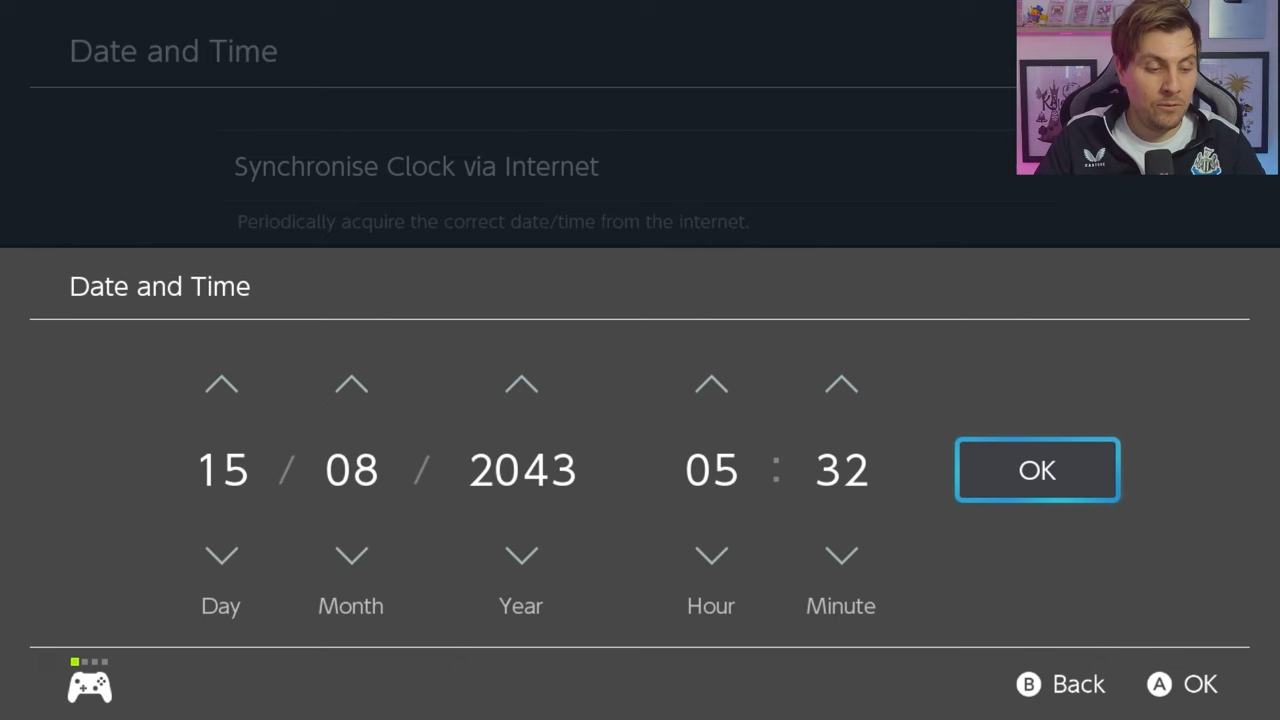 Date and Time
Synchronise Clock via Internet
Periodically acquire the correct date/time from the internet.
Date and Time
15 / 08 / 2043 05 : 32 OK
Day Month Year Hour Minute
B Back A OK